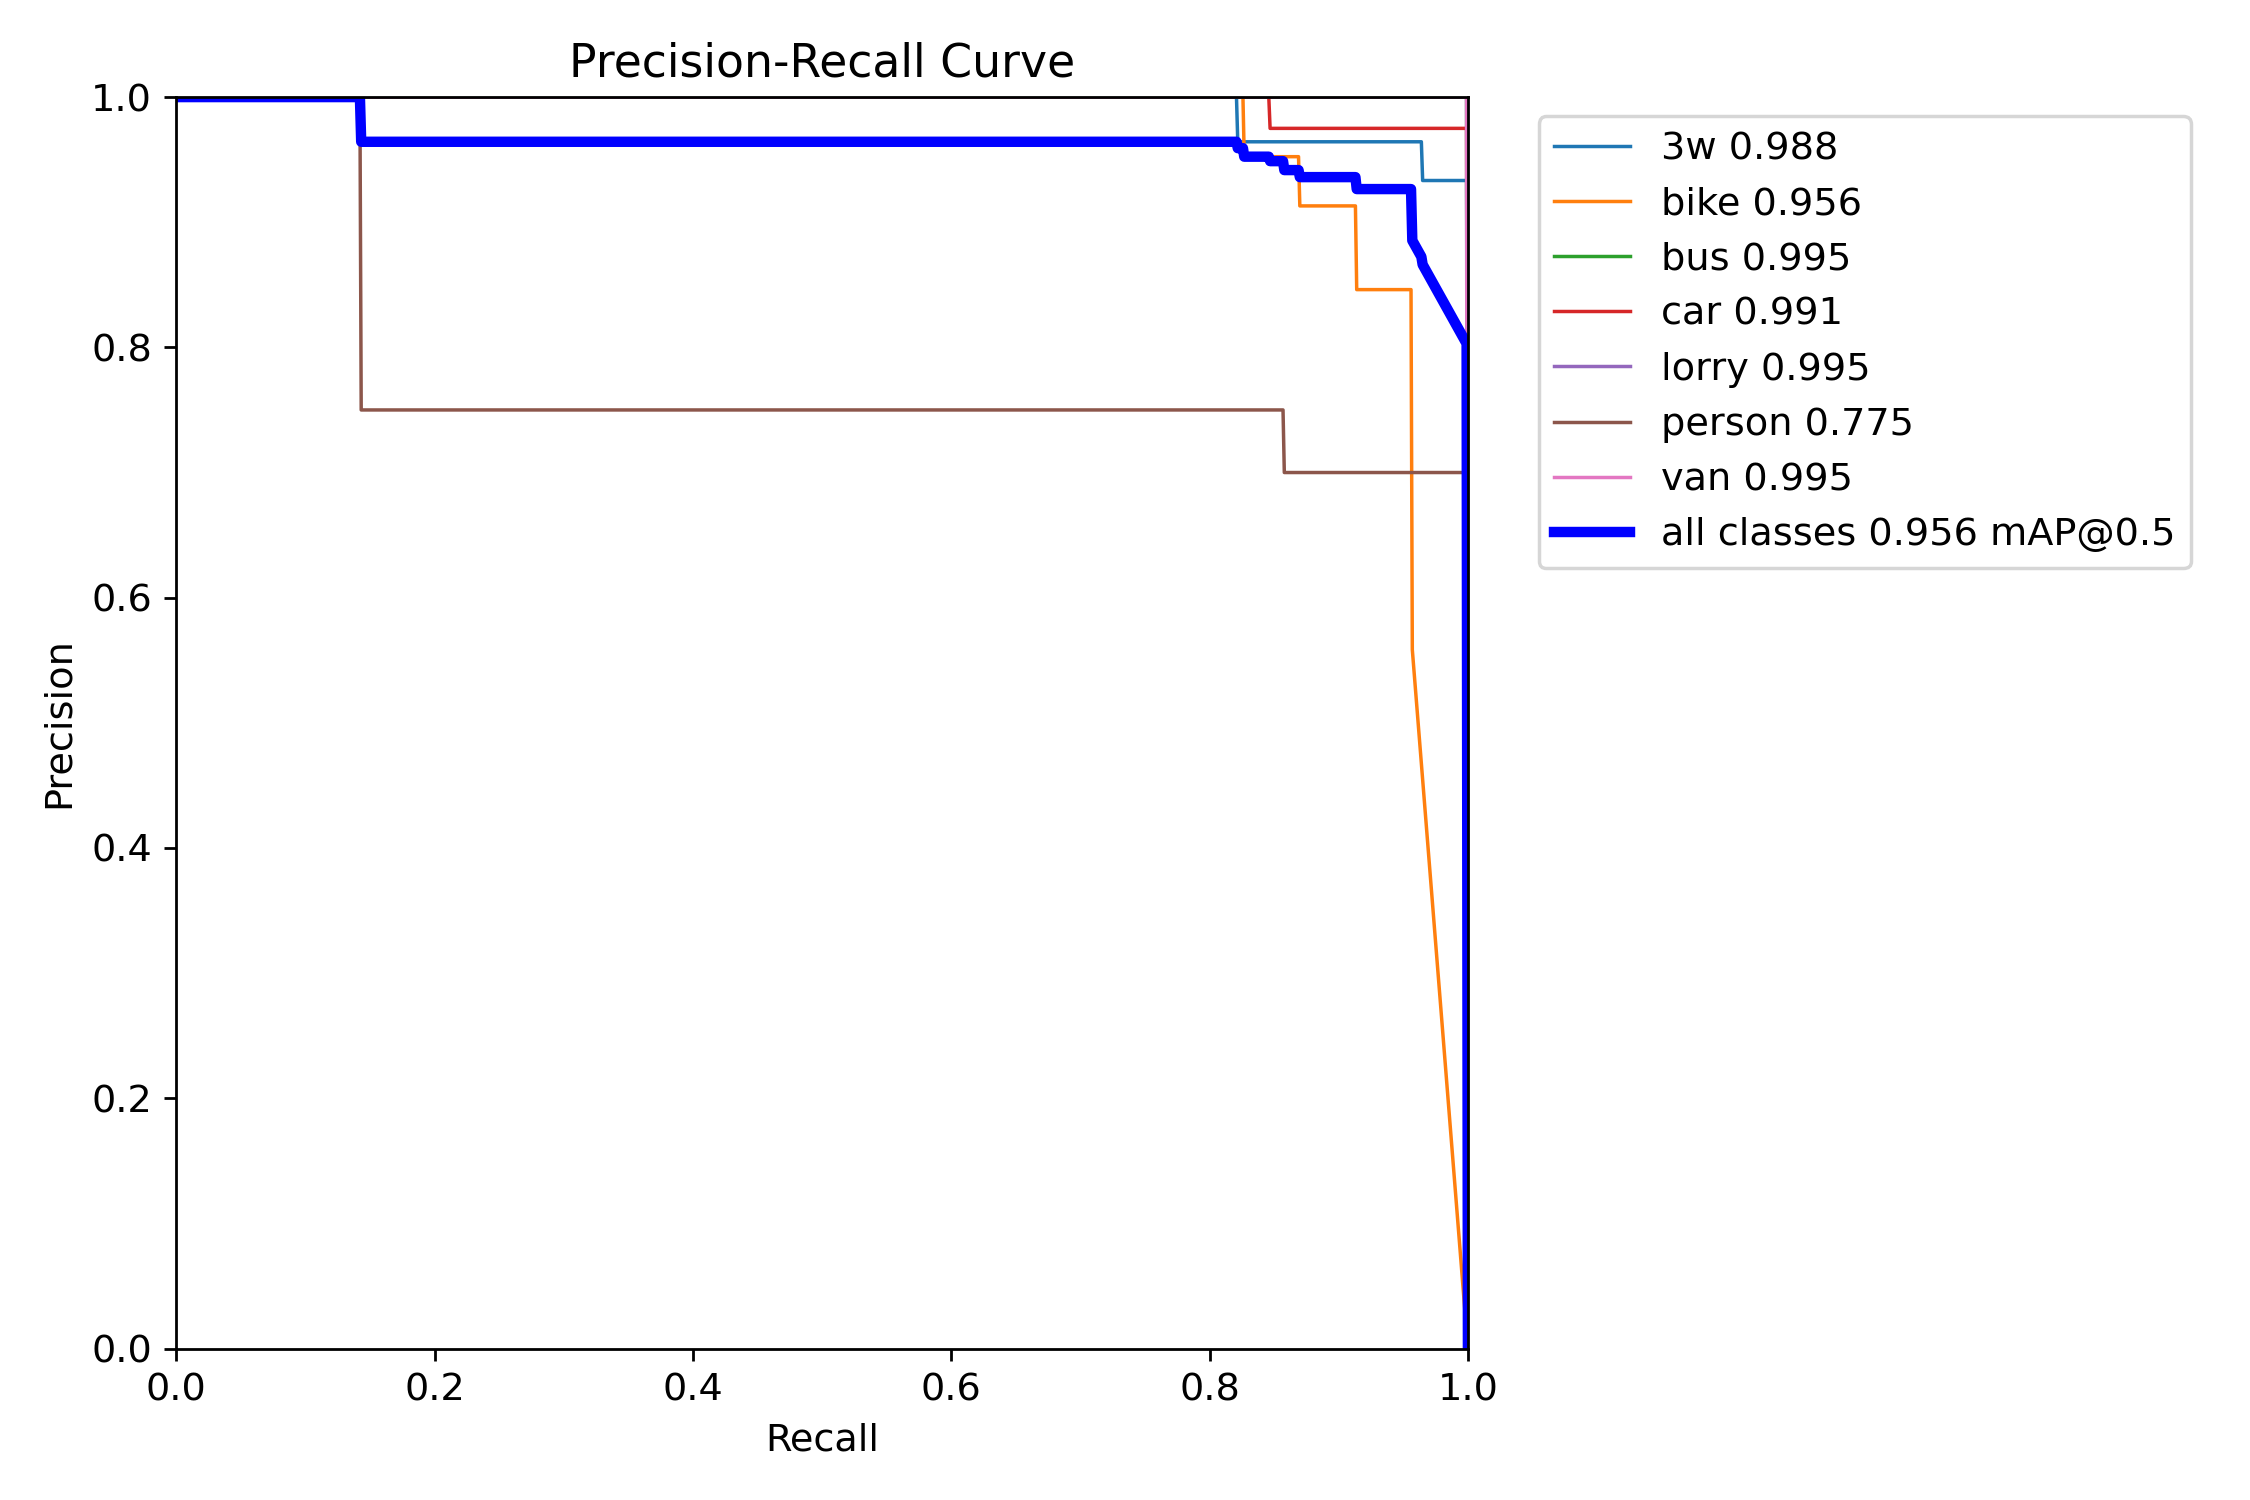 Precision-Recall Curve
1.0
0.8
0.6
0.4
0.2
0.0
Precision
0.0 0.2 0.4 0.6 0.8 1.0
Recall
3w 0.988
bike 0.956
bus 0.995
car 0.991
lorry 0.995
person 0.775
van 0.995
all classes 0.956 mAP@0.5